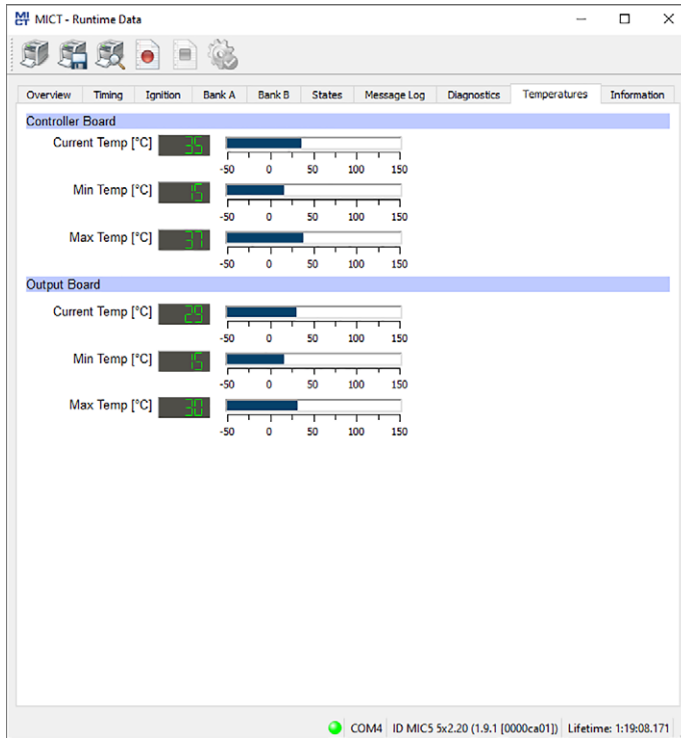 MICT MICT - Runtime Data
Overview Timing Ignition Bank A Bank B States Message Log Diagnostics Temperatures Information
Controller Board
Current Temp [°C] 35
-50 0 50 100 150
Min Temp [°C] 15
-50 0 50 100 150
Max Temp [°C] 37
-50 0 50 100 150
Output Board
Current Temp [°C] 29
-50 0 50 100 150
Min Temp [°C] 15
-50 0 50 100 150
Max Temp [°C] 30
-50 0 50 100 150
COM4 ID MIC5 5x2.20 (1.9.1 [0000ca01]) Lifetime: 1:19:08.171